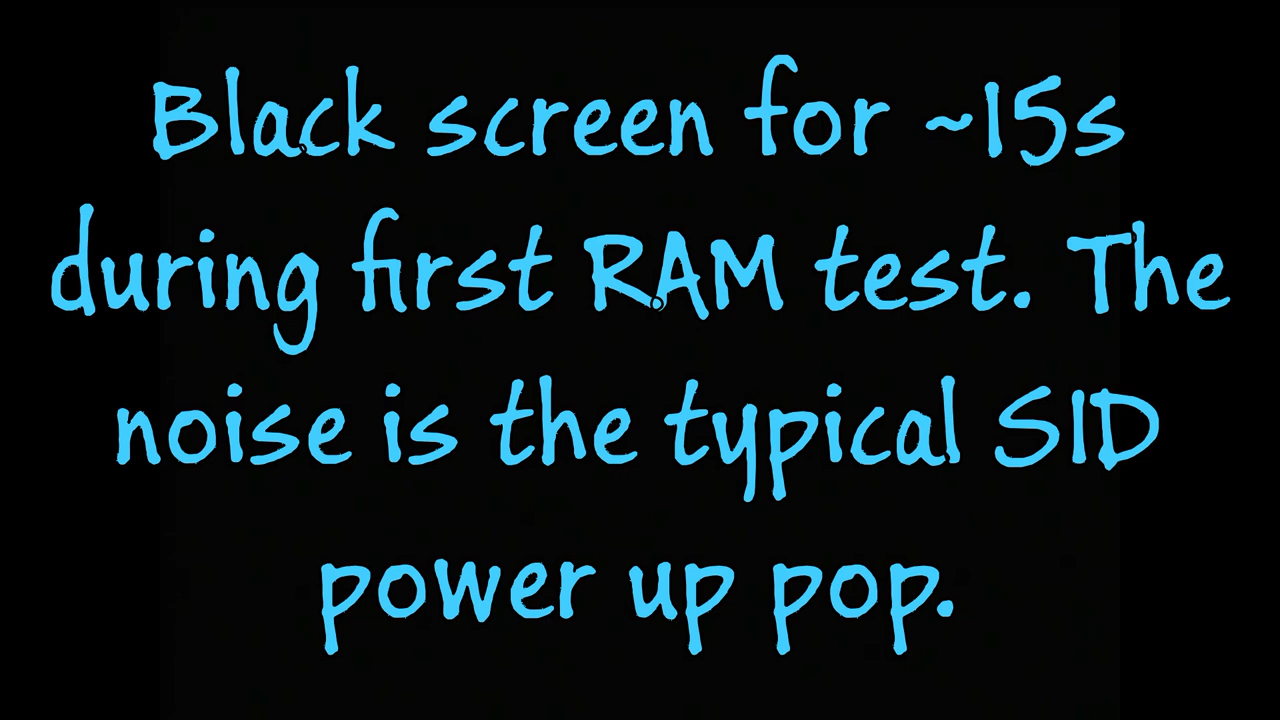 Black screen for ~15s
during first RAM test. The
noise is the typical SID
power up pop.